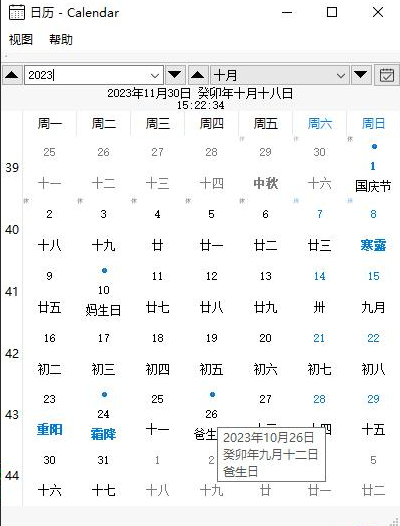 日历 - Calendar
视图 帮助
2023 十月
2023年11月30日 癸卯年十月十八日
15:22:34
周一 周二 周三 周四 周五 周六 周日
休 休 休
39 25 26 27 28 29 30 1
十一 十二 十三 十四 中秋 十六 国庆节
休 休 休 休 休
40 2 3 4 5 6 7 8
十八 十九 廿 廿一 廿二 廿三 寒露
41 9 10 11 12 13 14 15
廿五 妈生日 廿七 廿八 廿九 卅 九月
42 16 17 18 19 20 21 22
初二 初三 初四 初五 初六 初七 初八
43 23 24 25 26 27 28 29
重阳 霜降 十一 爸生 十四 十五
2023年10月26日
癸卯年九月十二日
爸生日
44 30 31 1 2 5
十六 十七 十八 十九 廿 廿一 廿二